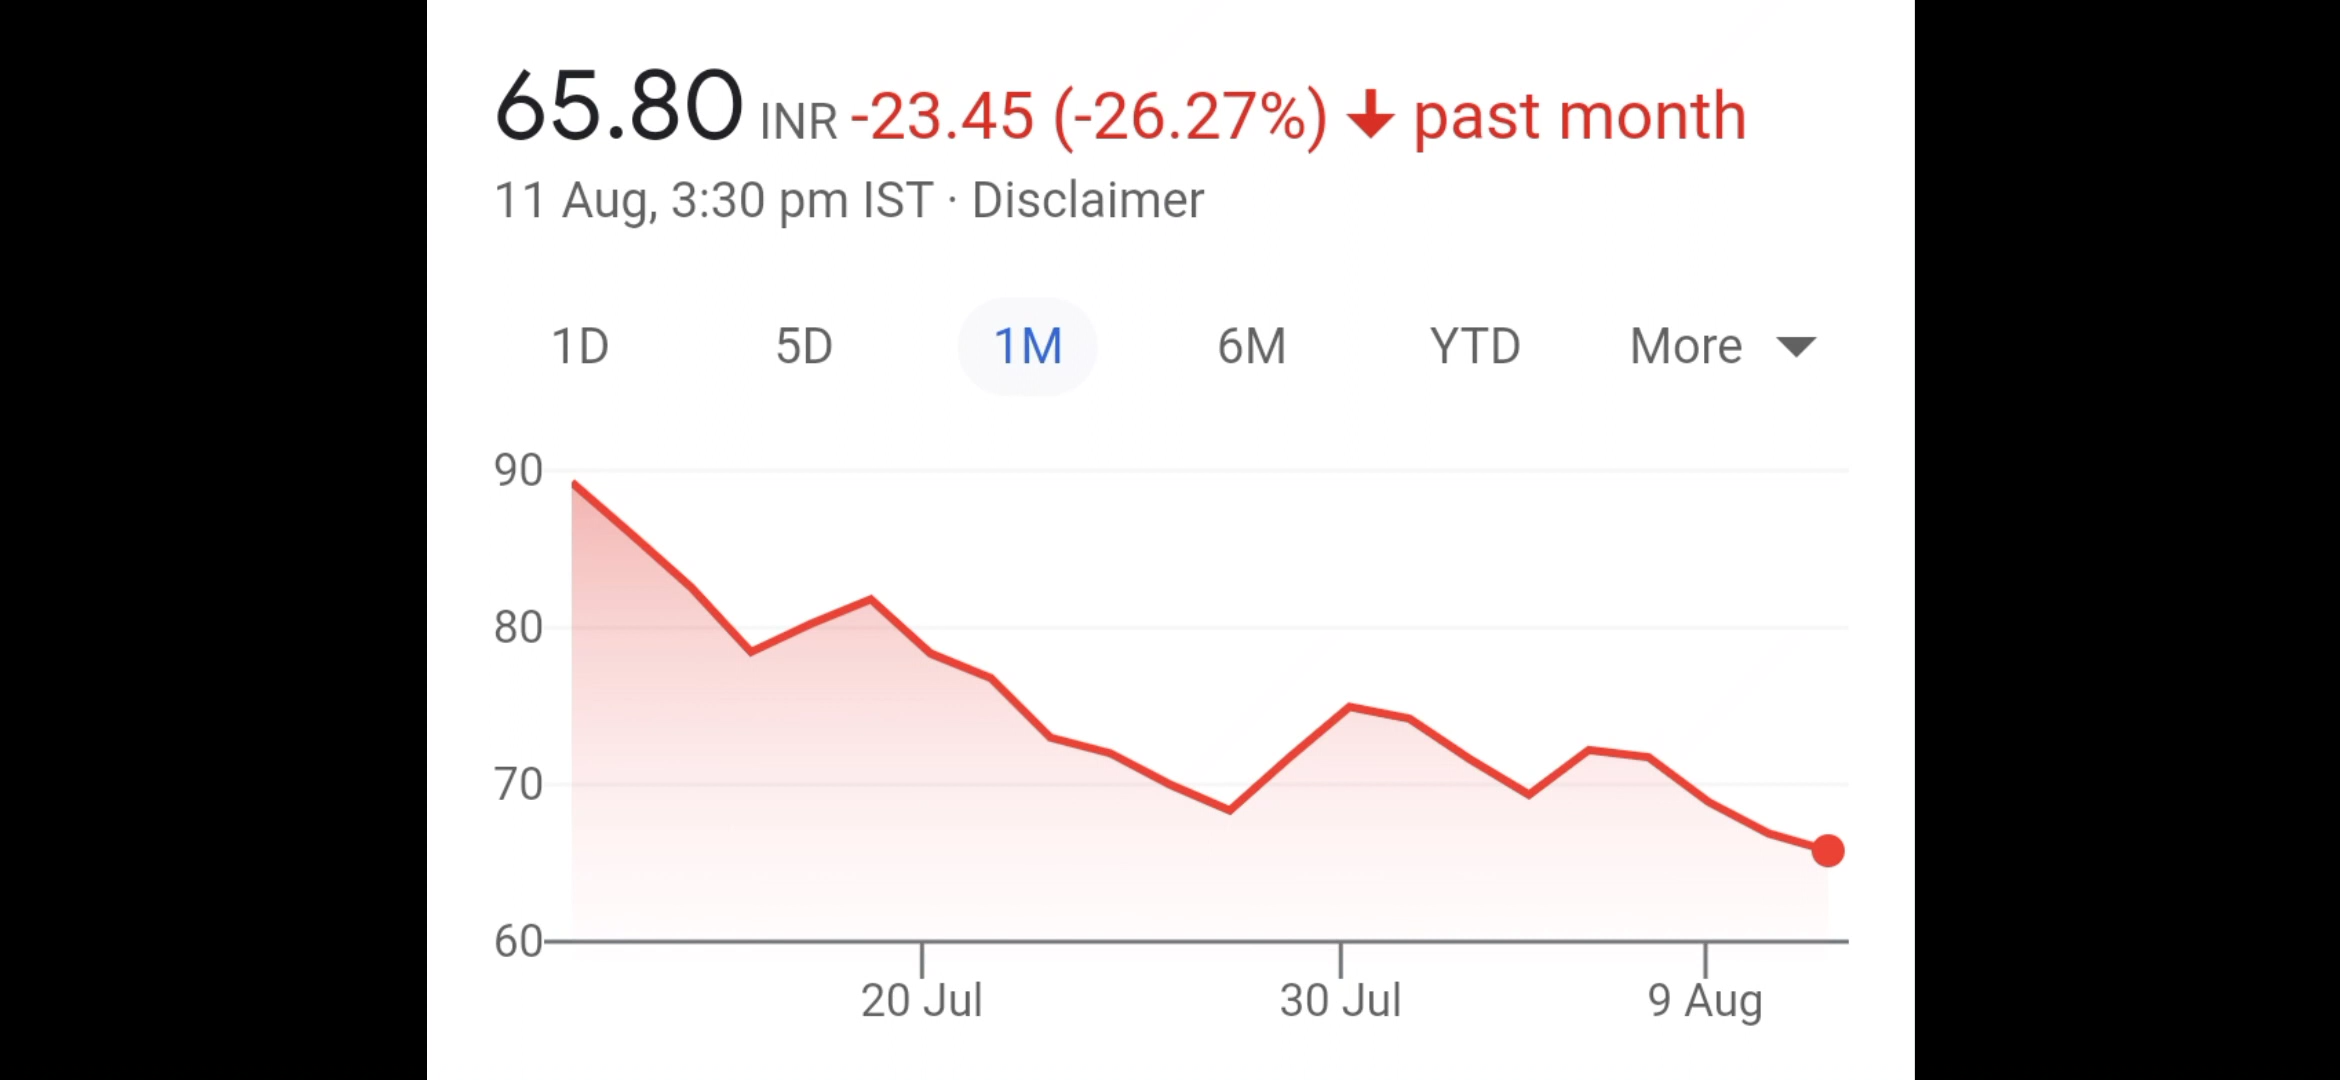 65.80 INR -23.45 (-26.27%) ↓ past month
11 Aug, 3:30 pm IST · Disclaimer
1D 5D 1M 6M YTD More
90
80
70
60
20 Jul 30 Jul 9 Aug